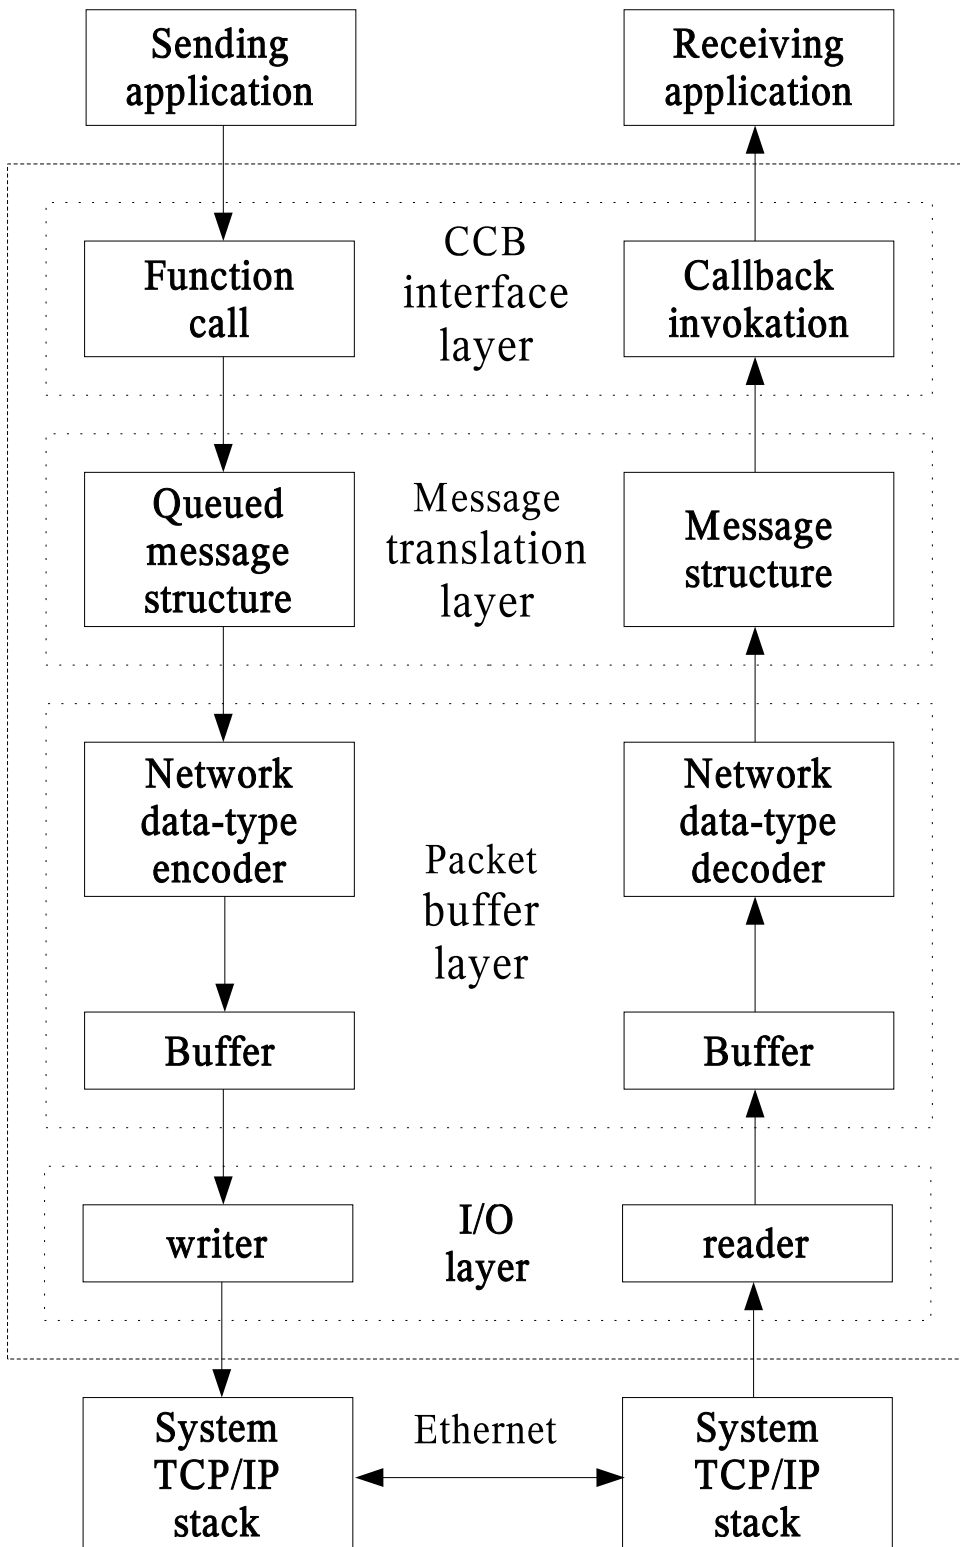 Sending
application
Receiving
application
Function
call
CCB
interface
layer
Callback
invokation
Queued
message
structure
Message
translation
layer
Message
structure
Network
data-type
encoder
Packet
buffer
layer
Network
data-type
decoder
Buffer
Buffer
writer
I/O
layer
reader
System
TCP/IP
stack
Ethernet
System
TCP/IP
stack